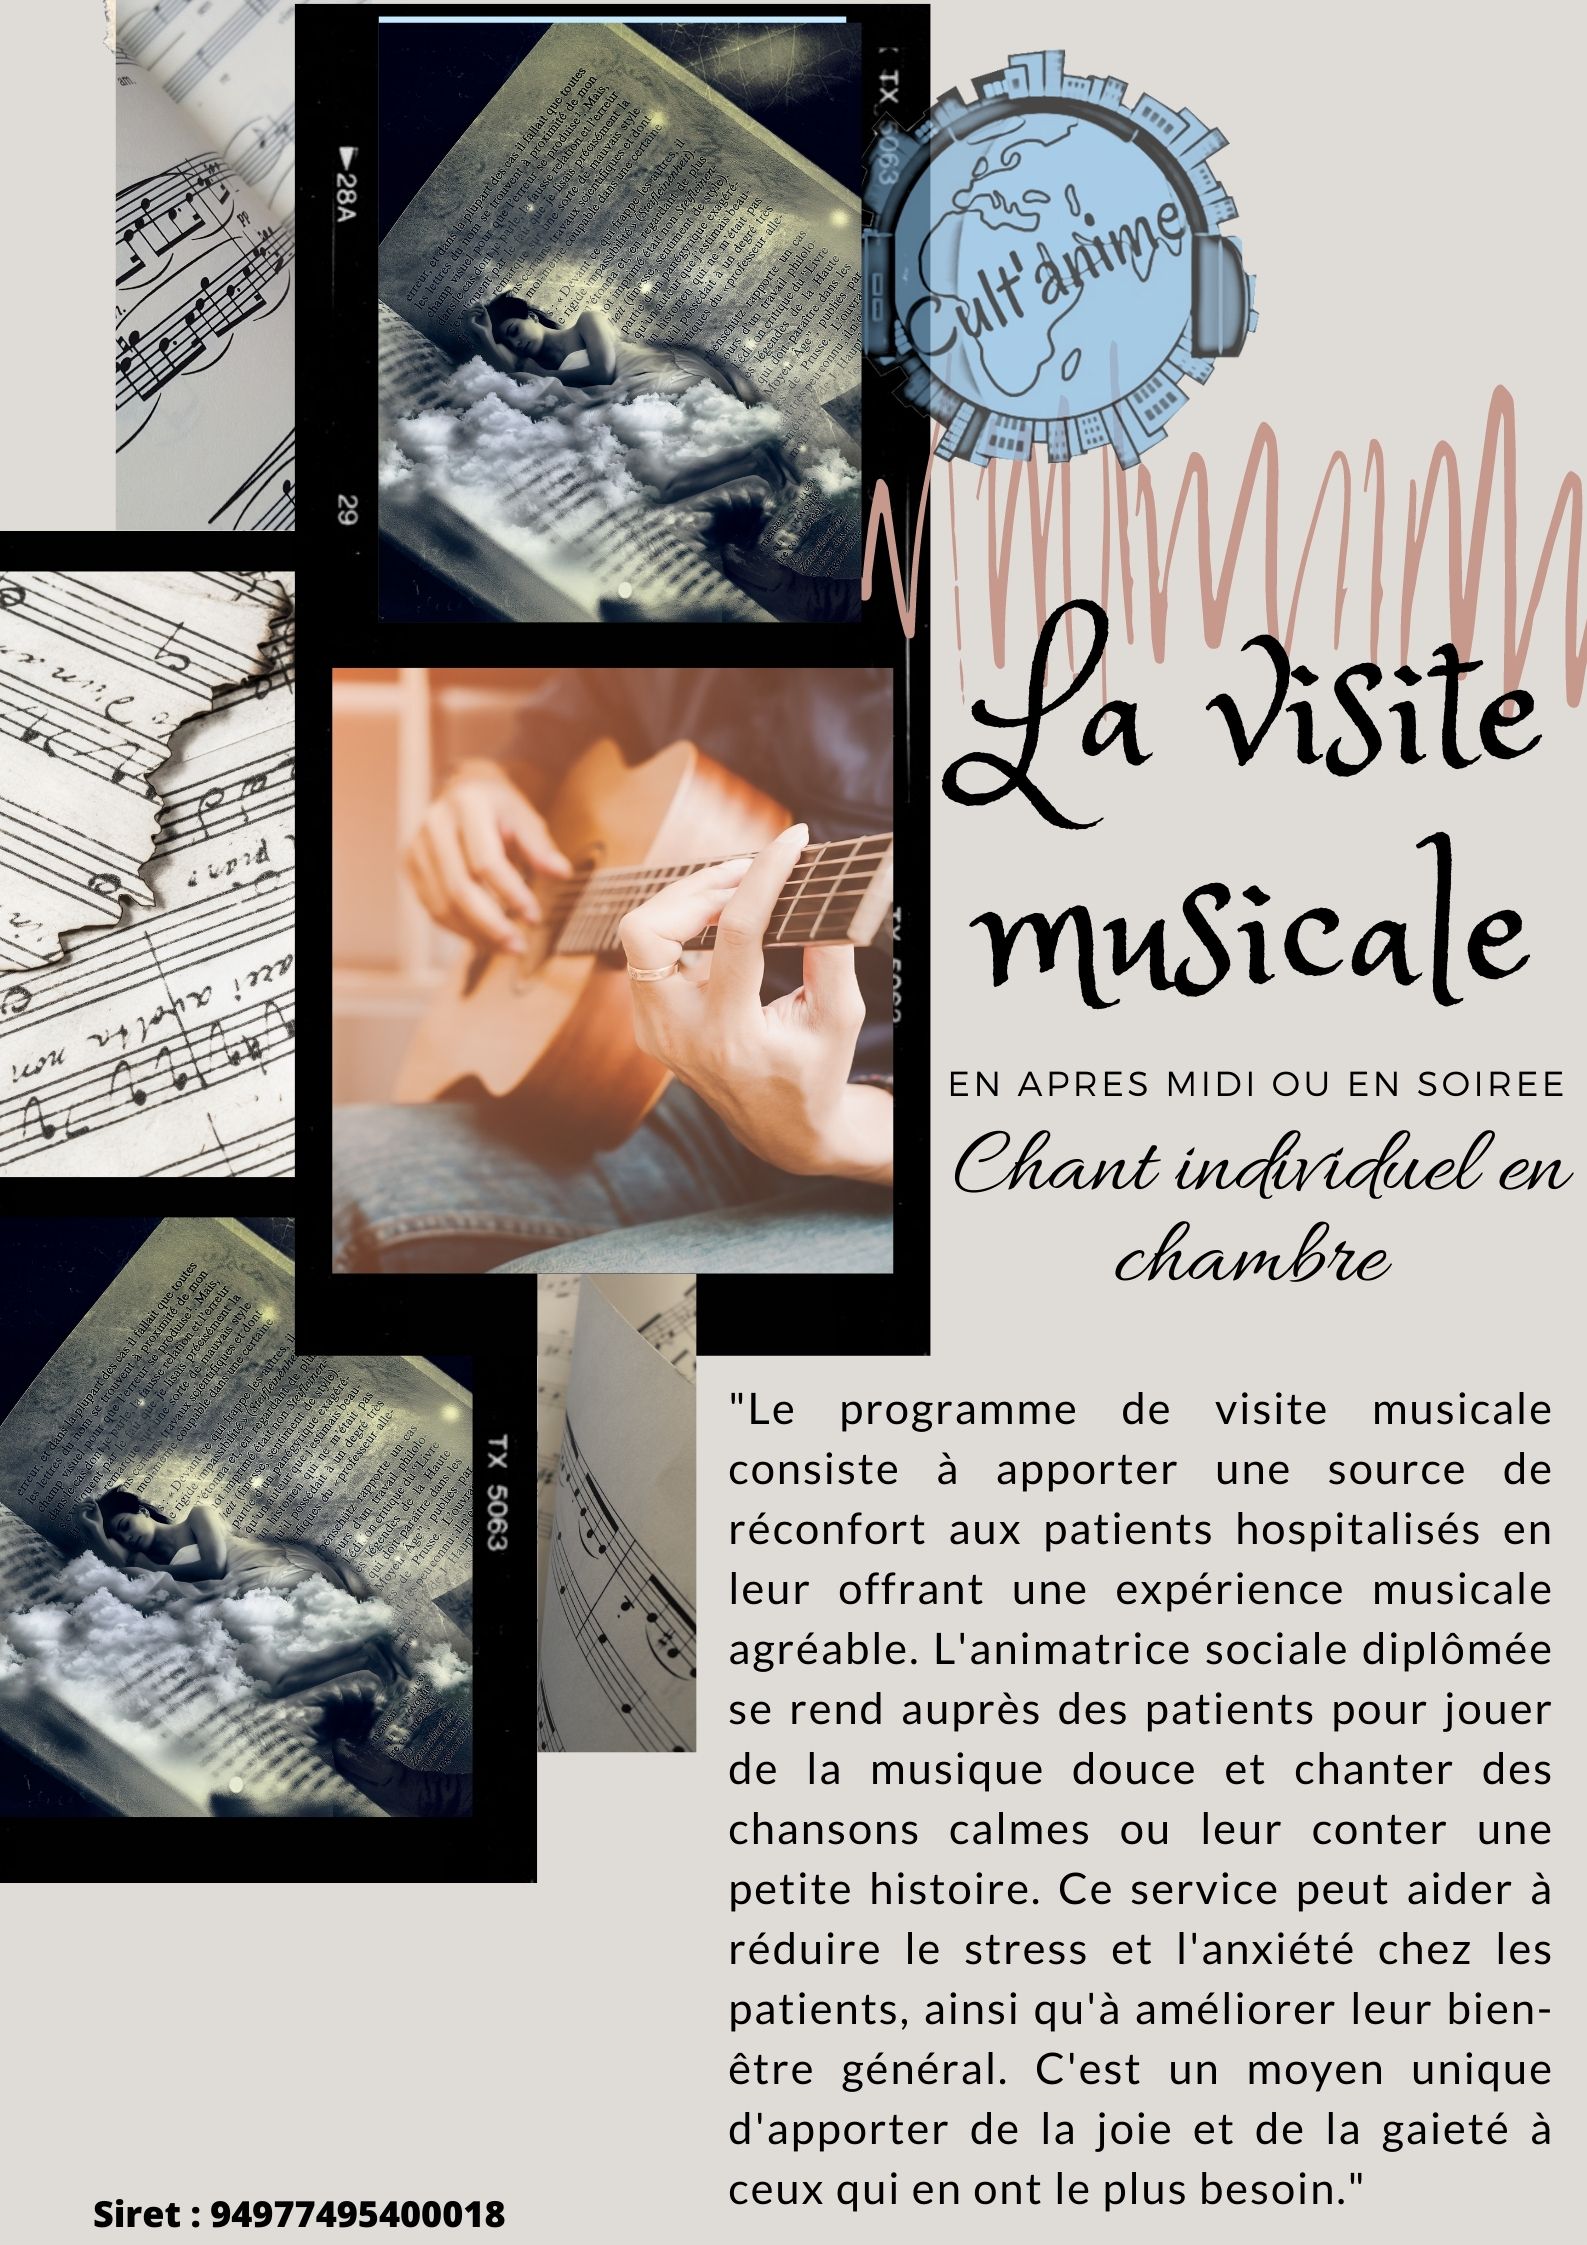 28A
29
TX 5063
Cult'anime
La visite
musicale
EN APRES MIDI OU EN SOIREE
Chant individuel en
chambre
"Le programme de visite musicale
consiste à apporter une source de
réconfort aux patients hospitalisés en
leur offrant une expérience musicale
agréable. L'animatrice sociale diplômée
se rend auprès des patients pour jouer
de la musique douce et chanter des
chansons calmes ou leur conter une
petite histoire. Ce service peut aider à
réduire le stress et l'anxiété chez les
patients, ainsi qu'à améliorer leur bien-
être général. C'est un moyen unique
d'apporter de la joie et de la gaieté à
ceux qui en ont le plus besoin."
TX 5063
Siret : 94977495400018